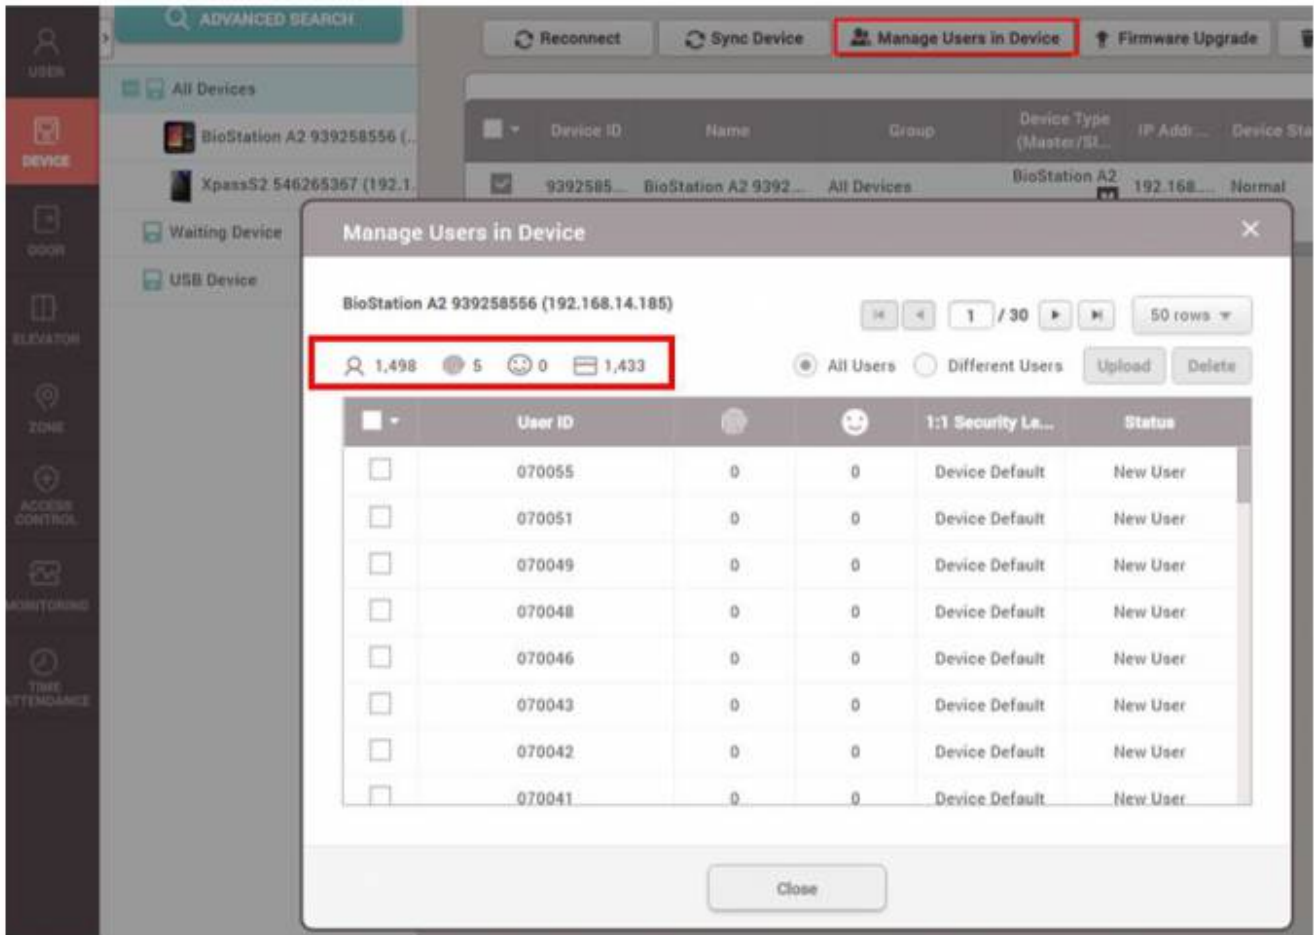 ADVANCED SEARCH
Reconnect
Sync Device
Manage Users in Device
Firmware Upgrade
USER
DEVICE
DOOR
ELEVATOR
ZONE
ACCESS
CONTROL
MONITORING
TIME
ATTENDANCE
All Devices
BioStation A2 939258556 (...
XpassS2 546265367 (192.1.
Waiting Device
USB Device
Device ID
Name
Group
Device Type
(Master/Sl...
IP Addr...
Device Sta
9392585...
BioStation A2 9392...
All Devices
BioStation A2
192.168....
Normal
Manage Users in Device
BioStation A2 939258556 (192.168.14.185)
1 / 30
50 rows
1,498 5 0 1,433
All Users
Different Users
Upload
Delete
User ID 1:1 Security Le... Status
070055 0 0 Device Default New User
070051 0 0 Device Default New User
070049 0 0 Device Default New User
070048 0 0 Device Default New User
070046 0 0 Device Default New User
070043 0 0 Device Default New User
070042 0 0 Device Default New User
070041 0 0 Device Default New User
Close